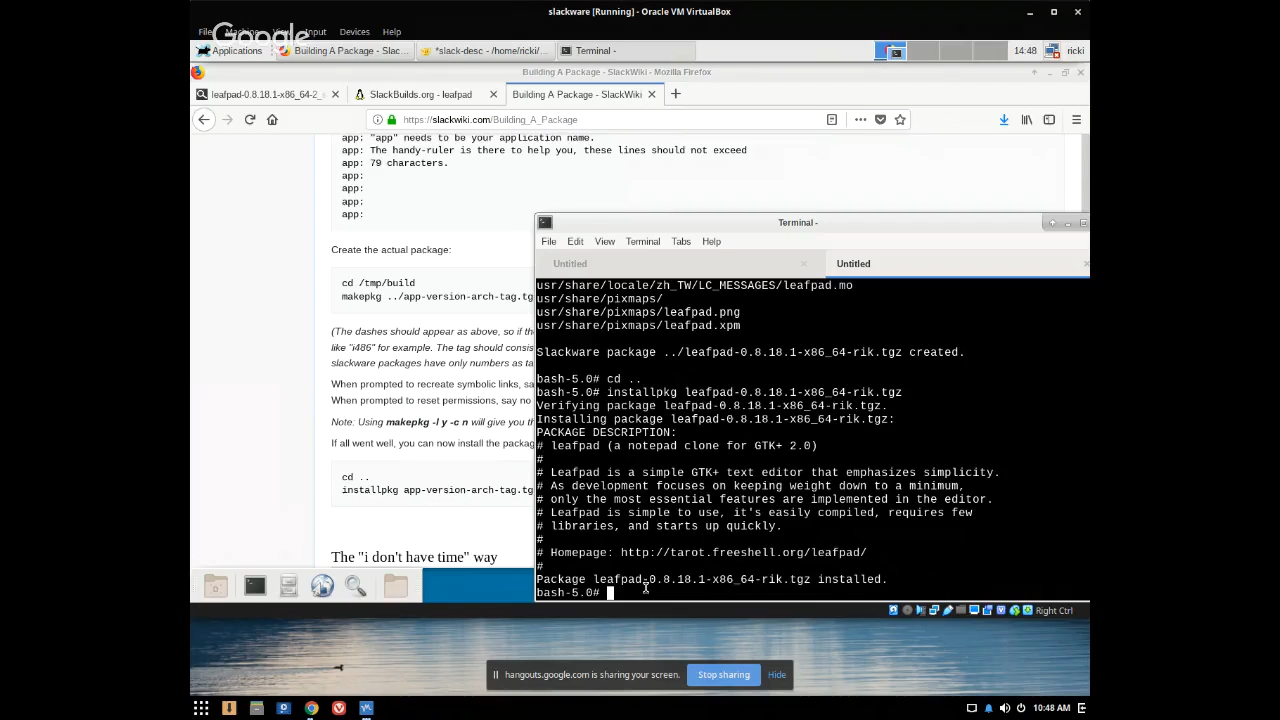 slackware [Running] - Oracle VM VirtualBox
Google
File Machine View Input Devices Help
Applications
Building A Package - Slac...
*slack-desc - /home/ricki/...
Terminal -
14:48
ricki
Building A Package - SlackWiki - Mozilla Firefox
leafpad-0.8.18.1-x86_64-2_s
SlackBuilds.org - leafpad
Building A Package - SlackWiki
https://slackwiki.com/Building_A_Package
app: "app" needs to be your application name.
app: The handy-ruler is there to help you, these lines should not exceed
app: 79 characters.
app:
app:
app:
app:
Create the actual package:
cd /tmp/build
makepkg ../app-version-arch-tag.tg
(The dashes should appear as above, so if the
like "i486" for example. The tag should consis
slackware packages have only numbers as ta
When prompted to recreate symbolic links, sa
When prompted to reset permissions, say no
Note: Using makepkg -l y -c n will give you th
If all went well, you can now install the packag
cd ..
installpkg app-version-arch-tag.tg
The "i don't have time" way
Terminal -
File Edit View Terminal Tabs Help
Untitled
Untitled
usr/share/locale/zh_TW/LC_MESSAGES/leafpad.mo
usr/share/pixmaps/
usr/share/pixmaps/leafpad.png
usr/share/pixmaps/leafpad.xpm
Slackware package ../leafpad-0.8.18.1-x86_64-rik.tgz created.
bash-5.0# cd ..
bash-5.0# installpkg leafpad-0.8.18.1-x86_64-rik.tgz
Verifying package leafpad-0.8.18.1-x86_64-rik.tgz.
Installing package leafpad-0.8.18.1-x86_64-rik.tgz:
PACKAGE DESCRIPTION:
# leafpad (a notepad clone for GTK+ 2.0)
#
# Leafpad is a simple GTK+ text editor that emphasizes simplicity.
# As development focuses on keeping weight down to a minimum,
# only the most essential features are implemented in the editor.
# Leafpad is simple to use, it's easily compiled, requires few
# libraries, and starts up quickly.
#
# Homepage: http://tarot.freeshell.org/leafpad/
#
Package leafpad-0.8.18.1-x86_64-rik.tgz installed.
bash-5.0#
Right Ctrl
hangouts.google.com is sharing your screen.
Stop sharing
Hide
10:48 AM